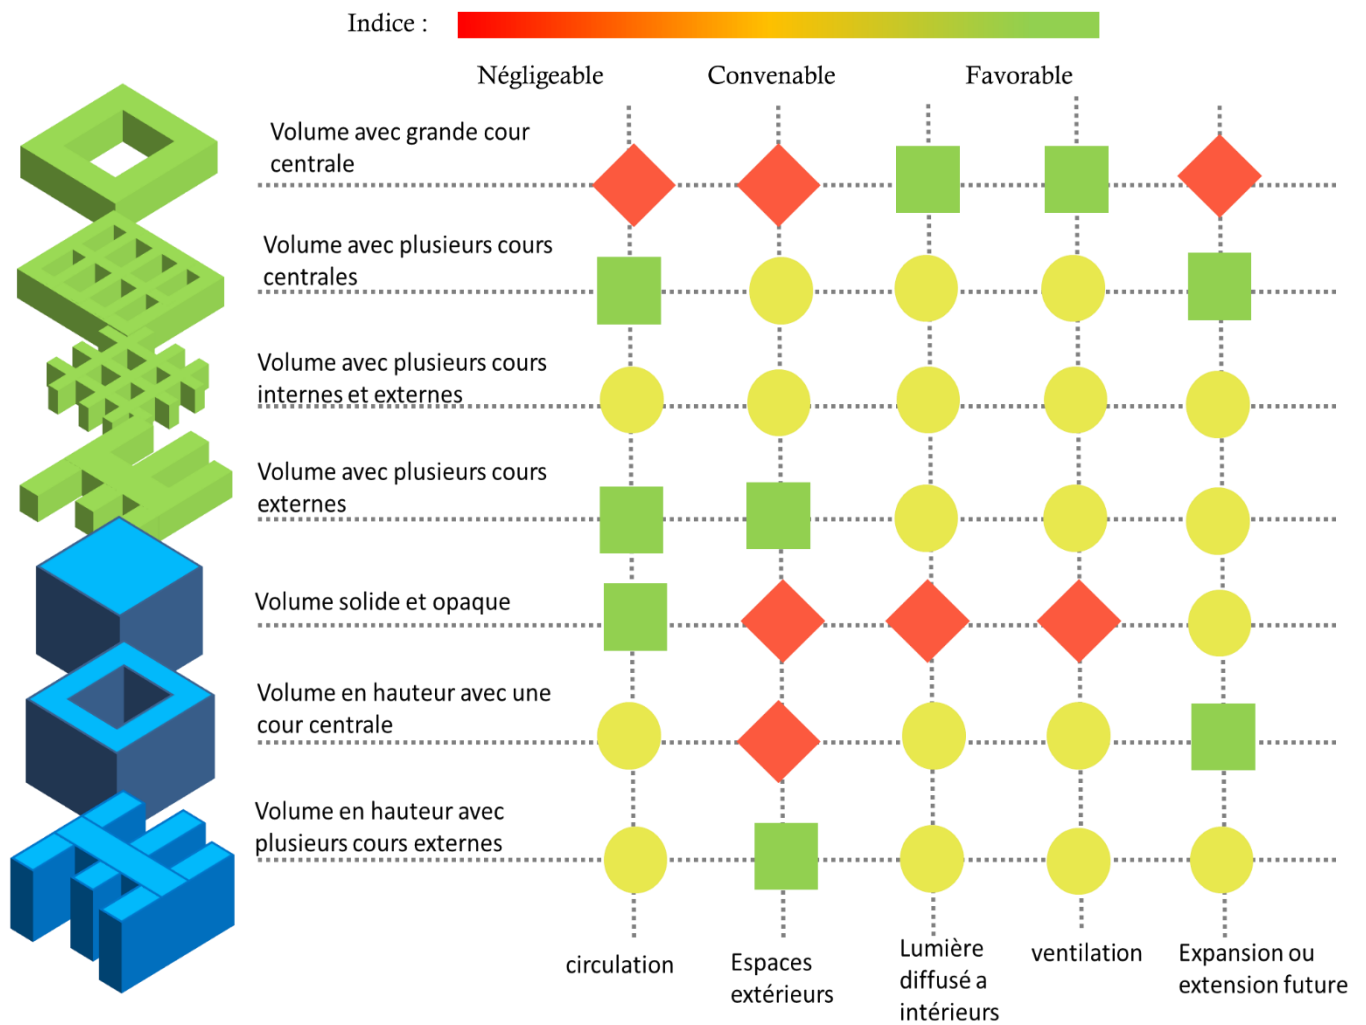 Indice :
Négligeable Convenable Favorable
Volume avec grande cour
centrale
Volume avec plusieurs cours
centrales
Volume avec plusieurs cours
internes et externes
Volume avec plusieurs cours
externes
Volume solide et opaque
Volume en hauteur avec une
cour centrale
Volume en hauteur avec
plusieurs cours externes
circulation
Espaces
extérieurs
Lumière
diffusé a
intérieurs
ventilation
Expansion ou
extension future